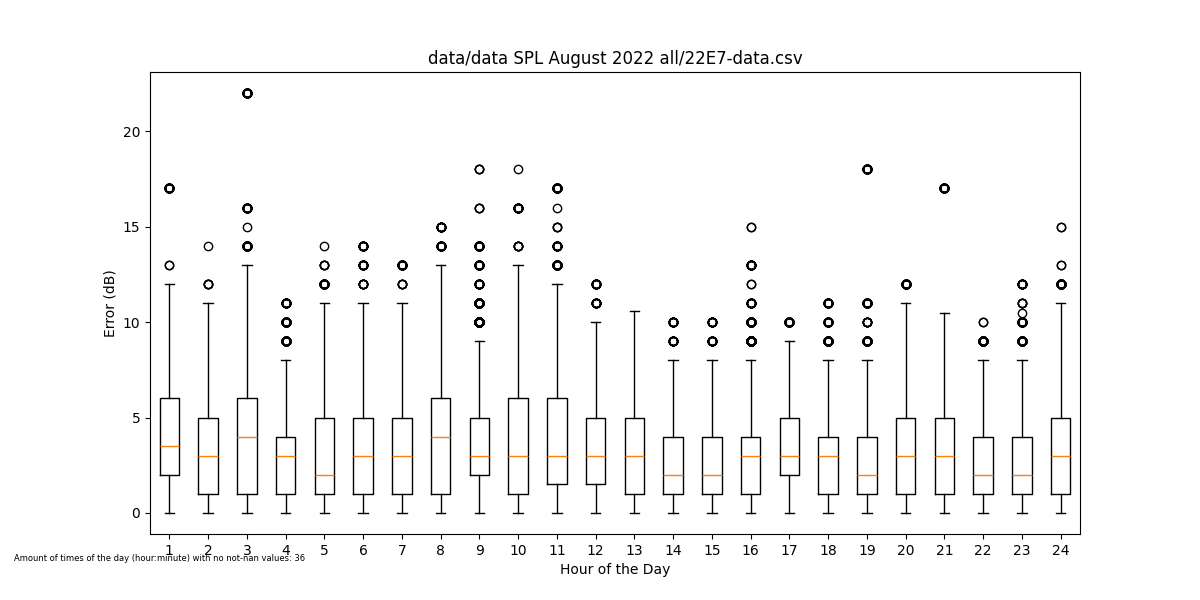 data/data SPL August 2022 all/22E7-data.csv
Error (dB)
20
15
10
5
0
1 2 3 4 5 6 7 8 9 10 11 12 13 14 15 16 17 18 19 20 21 22 23 24
Amount of times of the day (hour:minute) with no not-nan values: 36
Hour of the Day